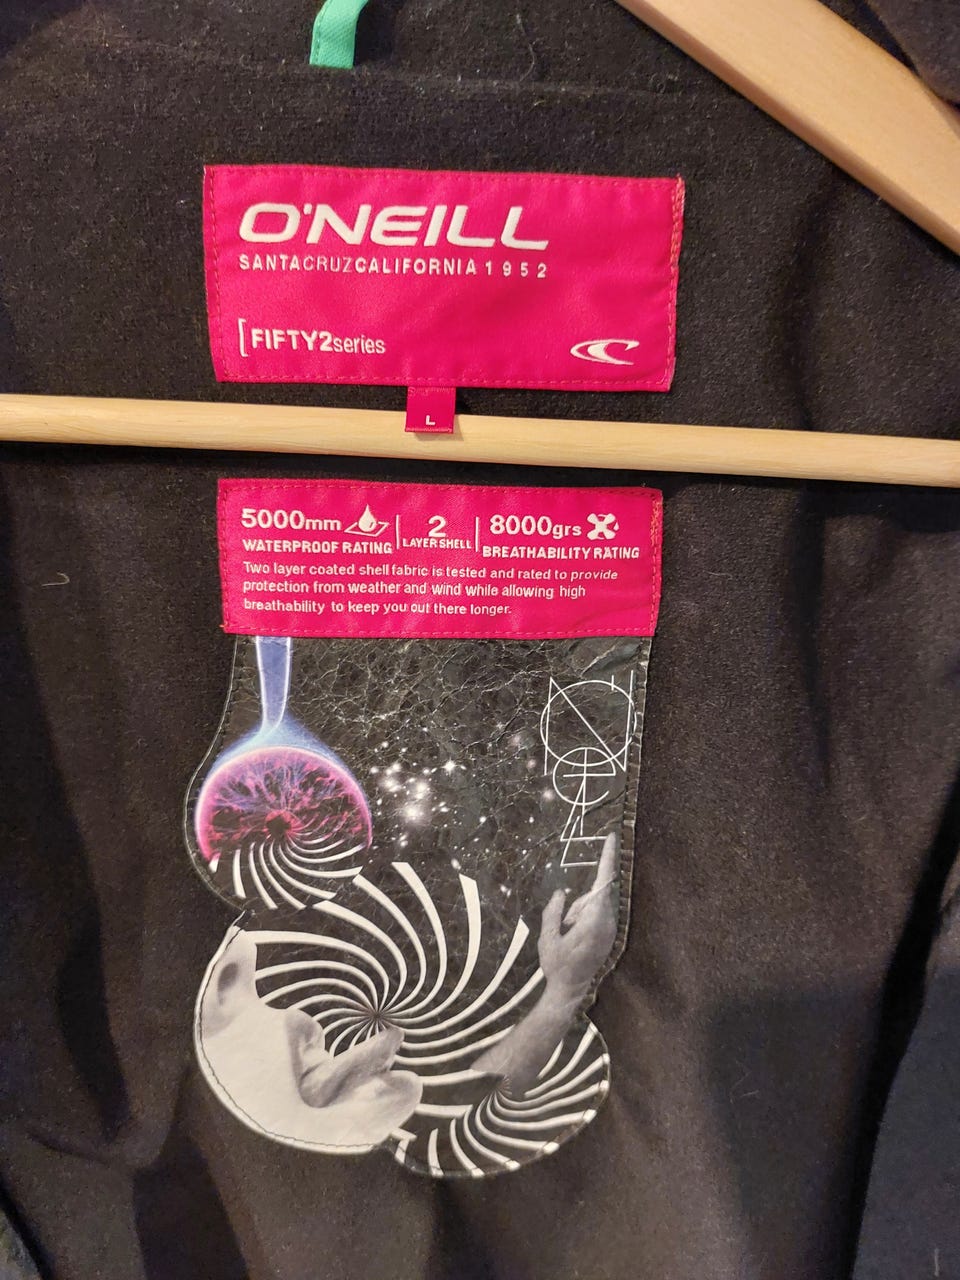 O'NEILL
SANTACRUZCALIFORNIA 1952
[FIFTY2series
L
5000mm
WATERPROOF RATING
2
LAYER SHELL
8000grs
BREATHABILITY RATING
Two layer coated shell fabric is tested and rated to provide
protection from weather and wind while allowing high
breathability to keep you out there longer.